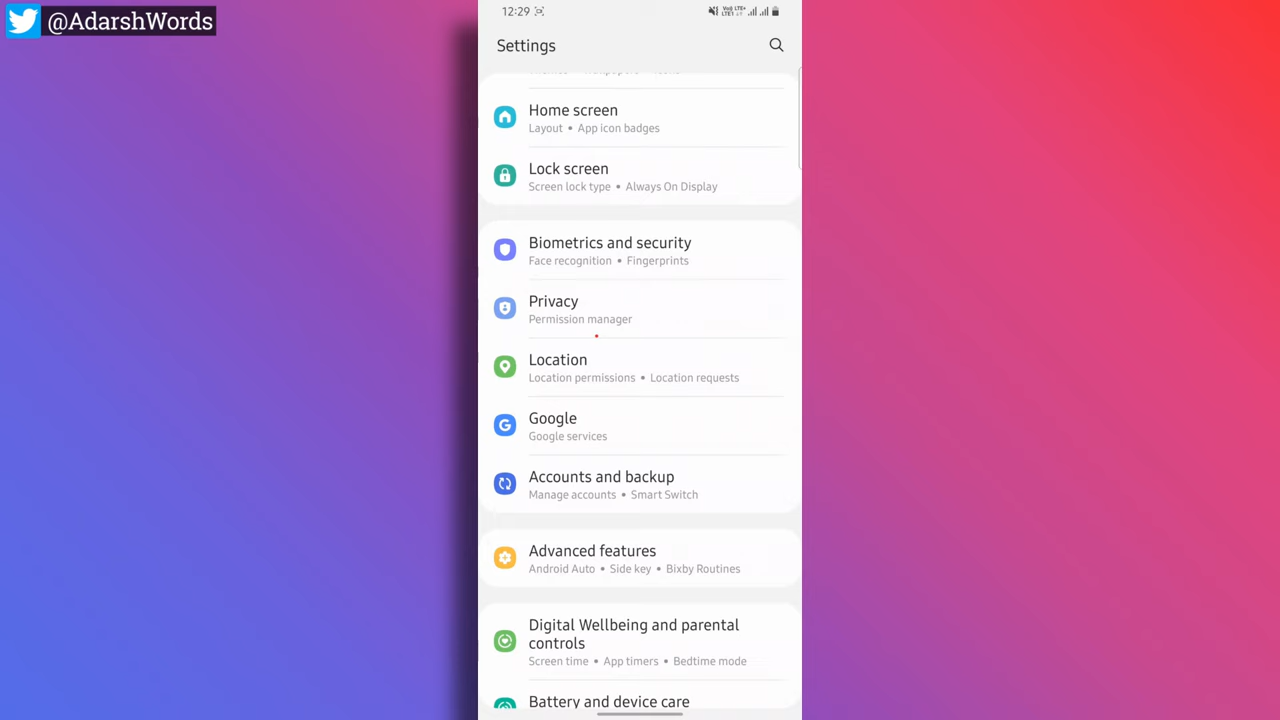 @AdarshWords
12:29
Settings
Home screen
Layout • App icon badges
Lock screen
Screen lock type • Always On Display
Biometrics and security
Face recognition • Fingerprints
Privacy
Permission manager
Location
Location permissions • Location requests
Google
Google services
Accounts and backup
Manage accounts • Smart Switch
Advanced features
Android Auto • Side key • Bixby Routines
Digital Wellbeing and parental
controls
Screen time • App timers • Bedtime mode
Battery and device care